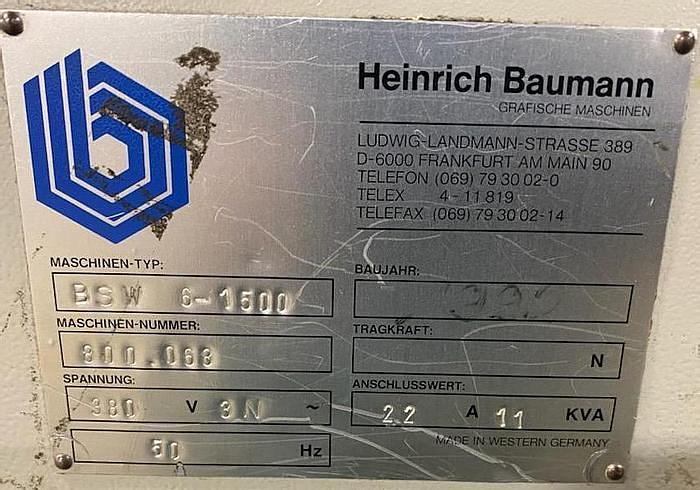 Heinrich Baumann
GRAFISCHE MASCHINEN
LUDWIG-LANDMANN-STRASSE 389
D-6000 FRANKFURT AM MAIN 90
TELEFON (069) 79 30 02-0
TELEX 4-11 819
TELEFAX (069) 79 30 02-14
MASCHINEN-TYP:
BSW 6-1500
BAUJAHR:
MASCHINEN-NUMMER:
800.068
TRAGKRAFT:
N
SPANNUNG:
380 V 3N ~
ANSCHLUSSWERT:
22 A 11 KVA
50 Hz
MADE IN WESTERN GERMANY